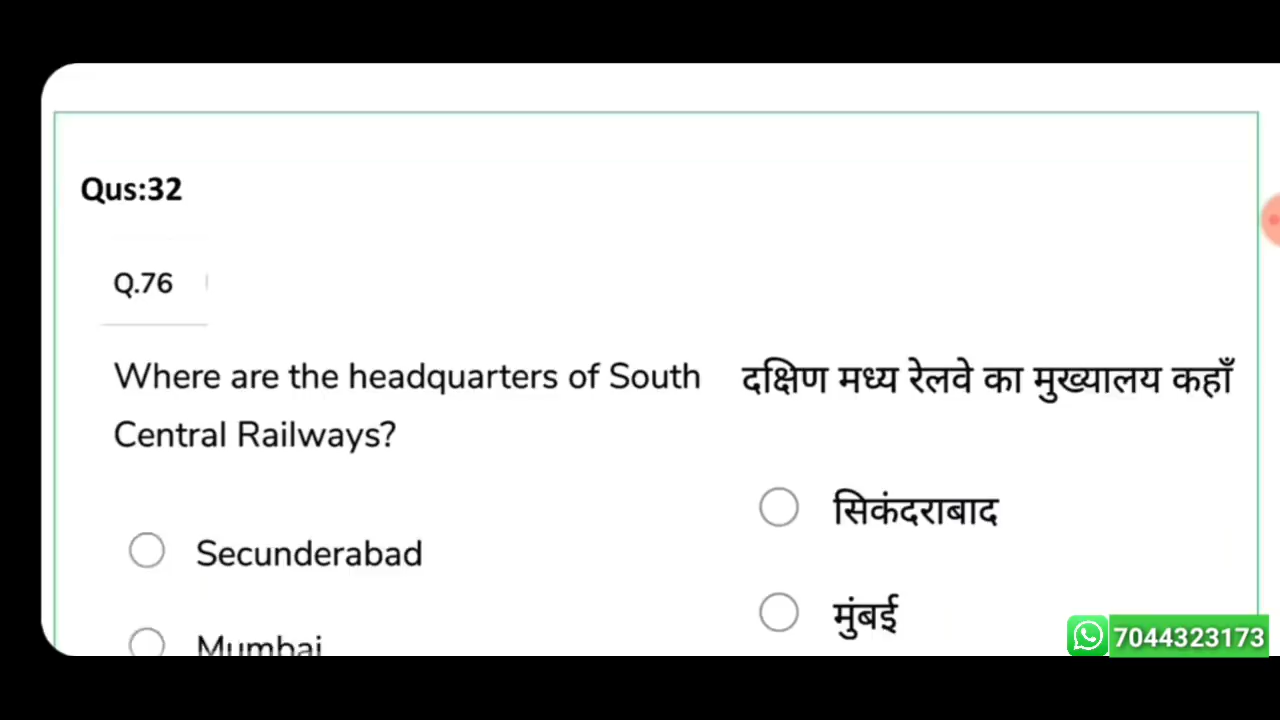 Qus:32
Q.76
Where are the headquarters of South
Central Railways?
Secunderabad
Mumbai
दक्षिण मध्य रेलवे का मुख्यालय कहाँ
सिकंदराबाद
मुंबई
7044323173